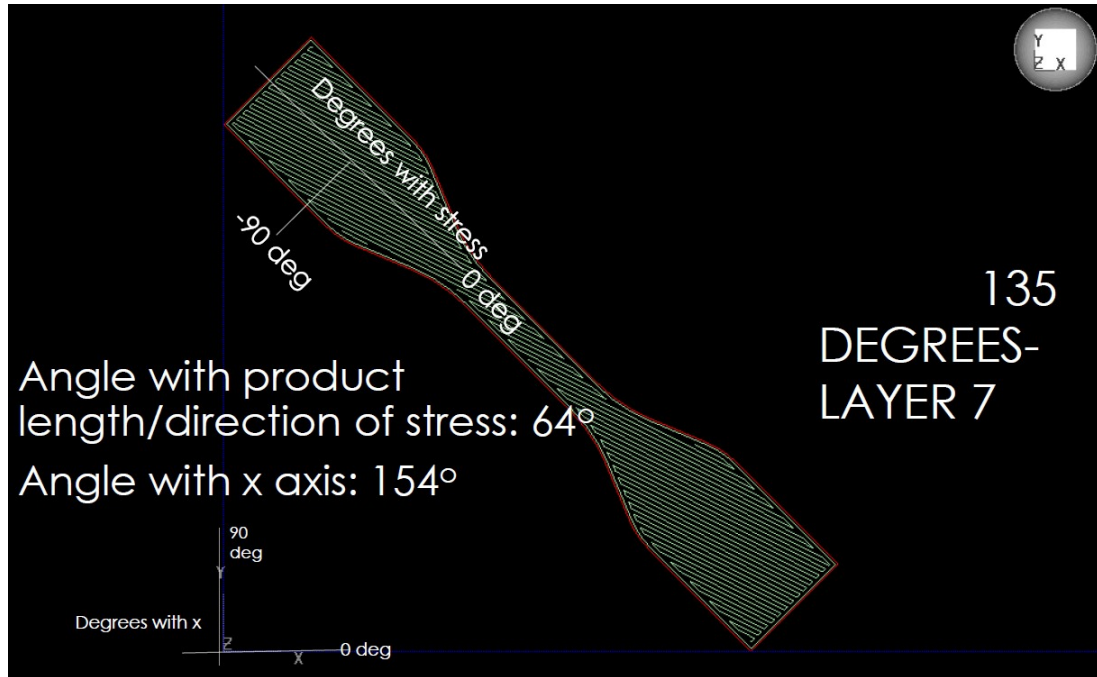 Y
Z X
Degrees with stress
0 deg
-90 deg
135
DEGREES-
LAYER 7
Angle with product
length/direction of stress: 64°
Angle with x axis: 154°
90
deg
Y
Degrees with x
Z
X
0 deg